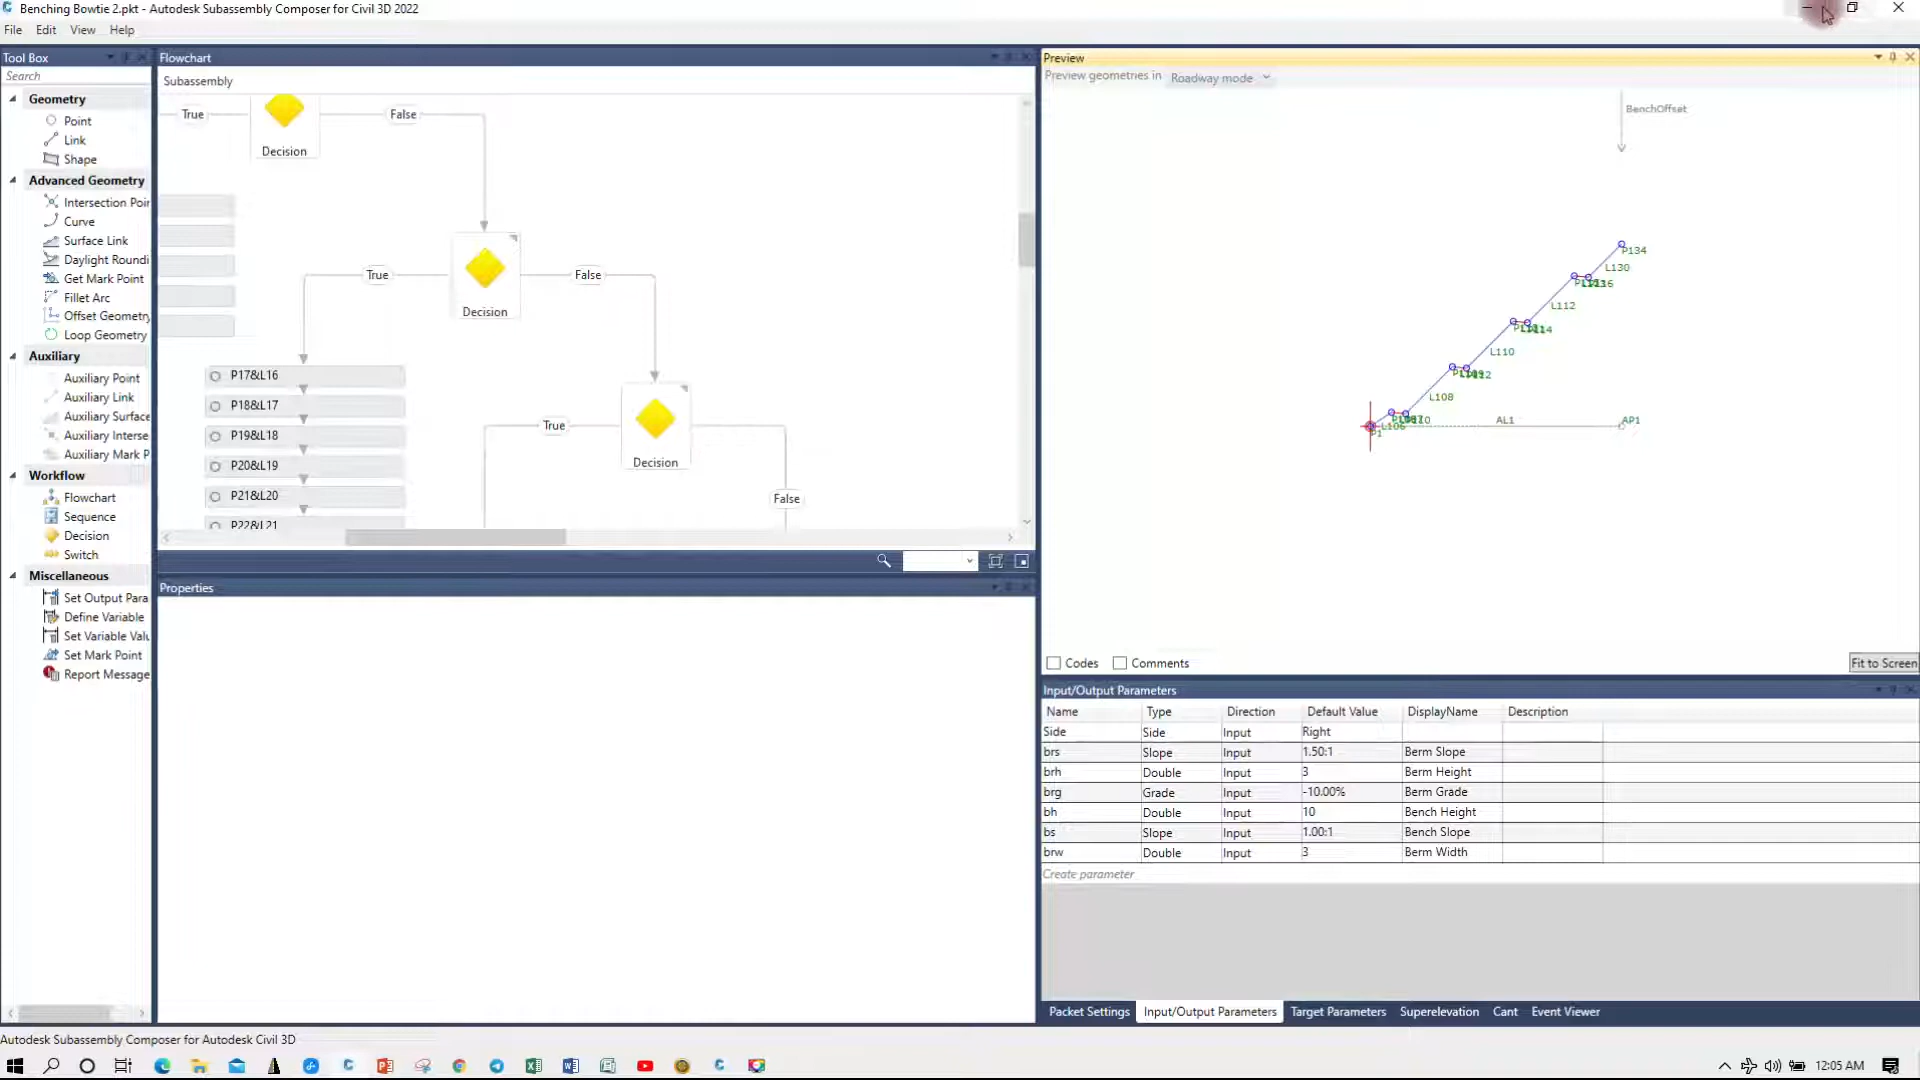 Benching Bowtie 2.pkt - Autodesk Subassembly Composer for Civil 3D 2022
File Edit View Help
Tool Box
Search
Geometry
Point
Link
Shape
Advanced Geometry
Intersection Poin
Curve
Surface Link
Daylight Roundi
Get Mark Point
Fillet Arc
Offset Geometry
Loop Geometry
Auxiliary
Auxiliary Point
Auxiliary Link
Auxiliary Surface
Auxiliary Interse
Auxiliary Mark P
Workflow
Flowchart
Sequence
Decision
Switch
Miscellaneous
Set Output Para
Define Variable
Set Variable Valu
Set Mark Point
Report Message
Flowchart
Subassembly
True
False
Decision
True
False
Decision
P17&L16
P18&L17
P19&L18
P20&L19
P21&L20
P22&L21
True
Decision
False
Properties
Preview
Preview geometries in Roadway mode
BenchOffset
P134
L130
L112
L110
L108
AL1
AP1
P1
Codes Comments
Fit to Screen
Input/Output Parameters
Name Type Direction Default Value DisplayName Description
Side Side Input Right
brs Slope Input 1.50:1 Berm Slope
brh Double Input 3 Berm Height
brg Grade Input -10.00% Berm Grade
bh Double Input 10 Bench Height
bs Slope Input 1.00:1 Bench Slope
brw Double Input 3 Berm Width
Create parameter
Packet Settings Input/Output Parameters Target Parameters Superelevation Cant Event Viewer
Autodesk Subassembly Composer for Autodesk Civil 3D
12:05 AM